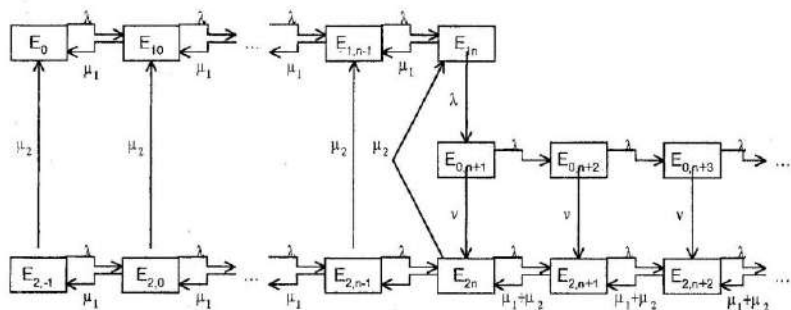 λ λ λ λ
E₀ E₁₀ ... E₁,ₙ₋₁ E₁ₙ
μ₁ μ₁ μ₁ μ₁
λ
μ₂ μ₂ μ₂ μ₂
E₀,ₙ₊₁ λ E₀,ₙ₊₂ λ E₀,ₙ₊₃ λ ...
ν ν ν
λ λ λ λ λ λ λ
E₂,₋₁ E₂,₀ ... E₂,ₙ₋₁ E₂ₙ E₂,ₙ₊₁ E₂,ₙ₊₂ ...
μ₁ μ₁ μ₁ μ₁ μ₁+μ₂ μ₁+μ₂ μ₁+μ₂